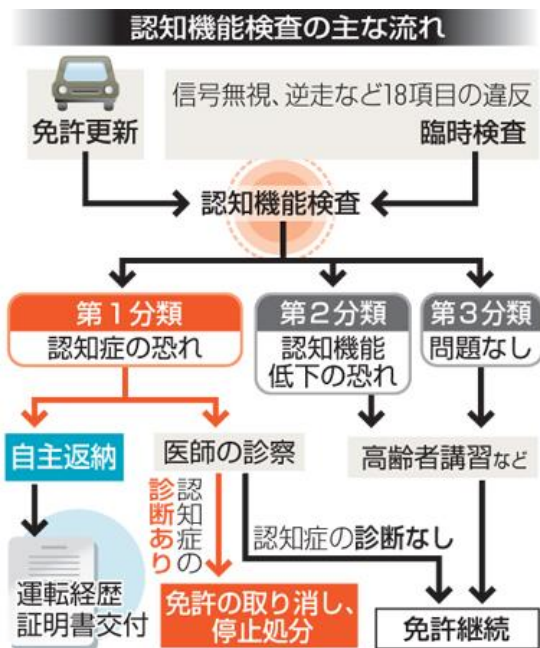 認知機能検査の主な流れ
免許更新
信号無視、逆走など18項目の違反
臨時検査
認知機能検査
第1分類
認知症の恐れ
第2分類
認知機能
低下の恐れ
第3分類
問題なし
自主返納
医師の診察
高齢者講習など
認知症の
診断あり
認知症の診断なし
運転経歴
証明書交付
免許の取り消し、
停止処分
免許継続